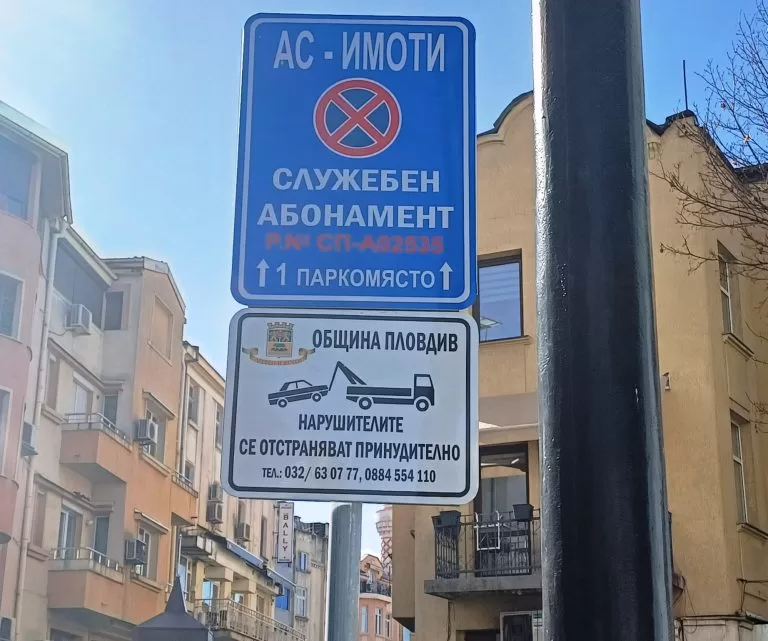 АС - ИМОТИ
СЛУЖЕБЕН
АБОНАМЕНТ
Р.№ СП-А02535
1 ПАРКОМЯСТО
ОБЩИНА ПЛОВДИВ
НАРУШИТЕЛИТЕ
СЕ ОТСТРАНЯВАТ ПРИНУДИТЕЛНО
ТЕЛ.: 032/ 63 07 77, 0884 554 110
BALLY